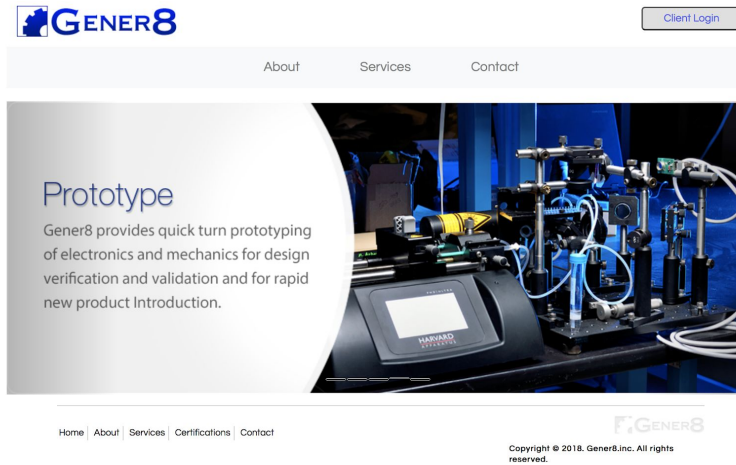 GENER8
Client Login
About Services Contact
Prototype
Gener8 provides quick turn prototyping
of electronics and mechanics for design
verification and validation and for rapid
new product Introduction.
HARVARD
APPARATUS
Home About Services Certifications Contact
GENER8
Copyright © 2018. Gener8.inc. All rights
reserved.